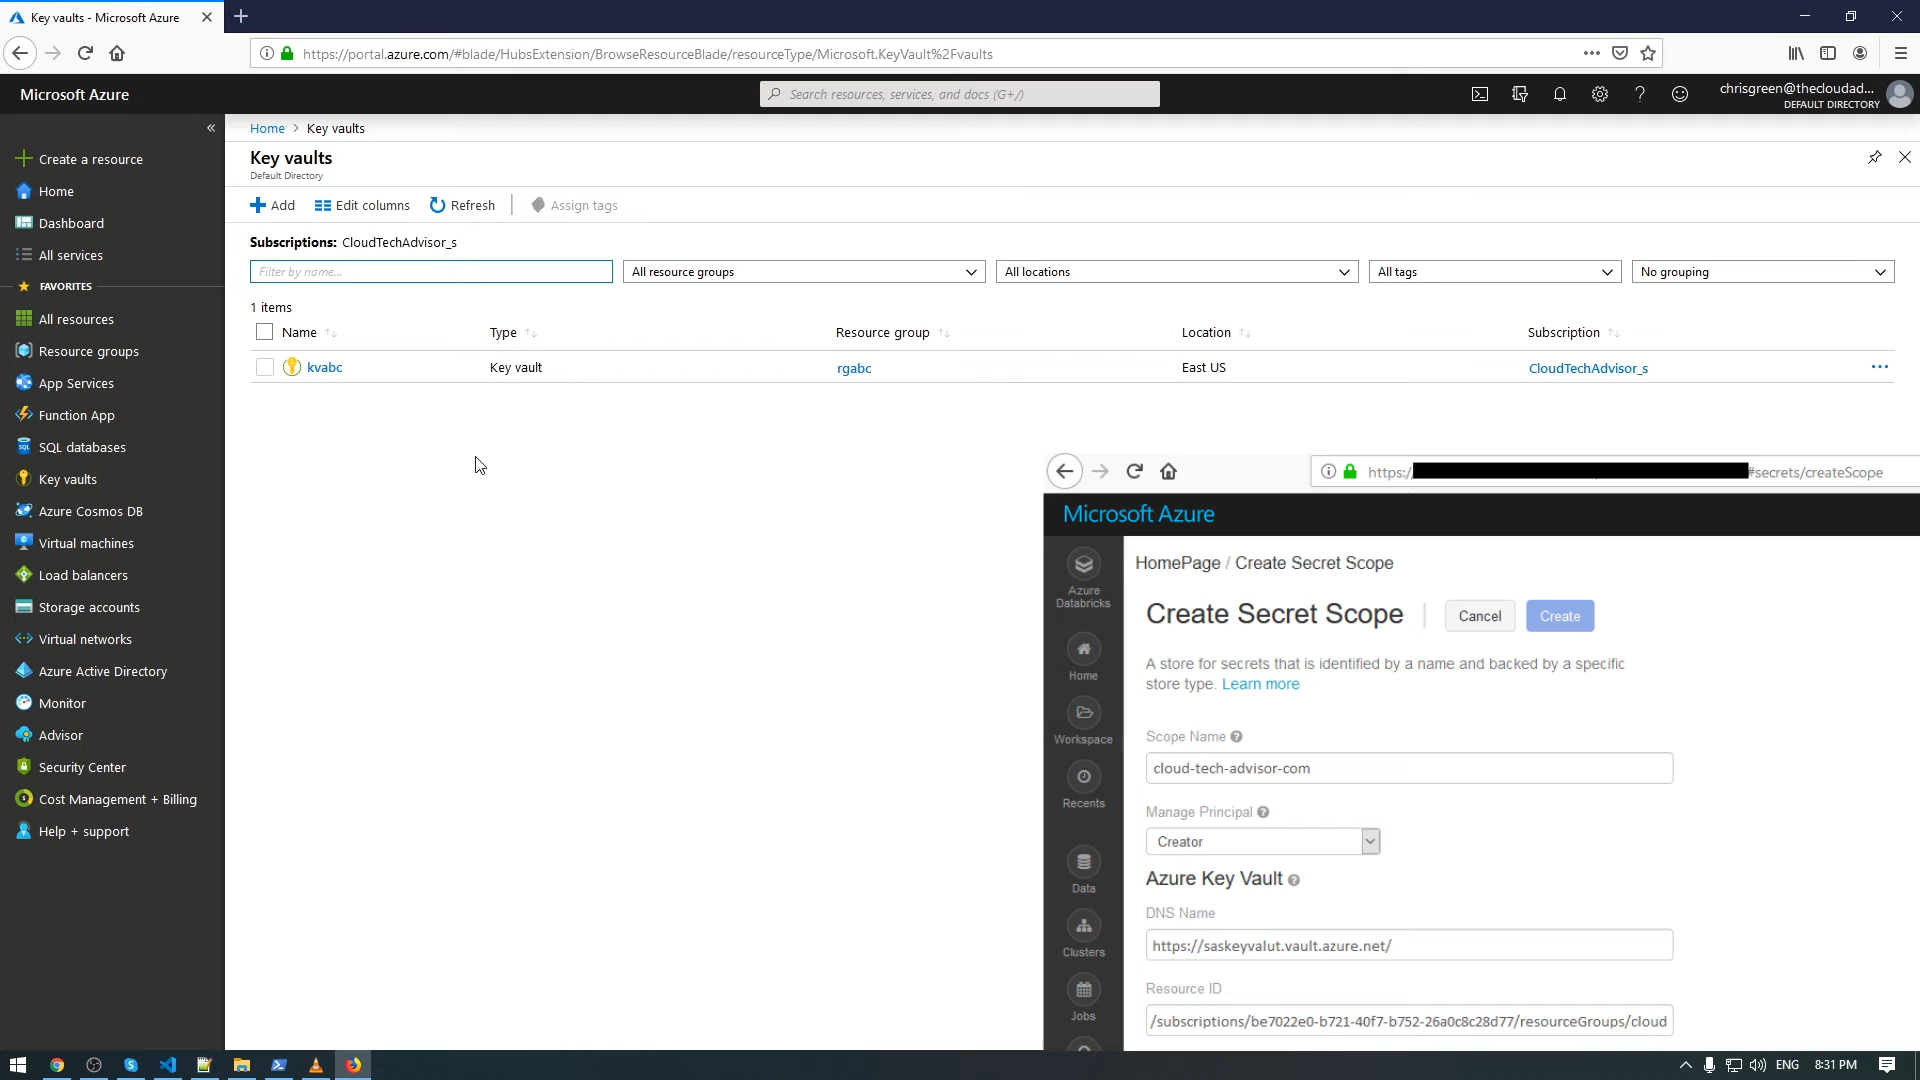 Key vaults - Microsoft Azure
https://portal.azure.com/#blade/HubsExtension/BrowseResourceBlade/resourceType/Microsoft.KeyVault%2Fvaults
Microsoft Azure
Search resources, services, and docs (G+/)
chrisgreen@thecloudad...
DEFAULT DIRECTORY
Create a resource
Home
Dashboard
All services
FAVORITES
All resources
Resource groups
App Services
Function App
SQL databases
Key vaults
Azure Cosmos DB
Virtual machines
Load balancers
Storage accounts
Virtual networks
Azure Active Directory
Monitor
Advisor
Security Center
Cost Management + Billing
Help + support
Home > Key vaults
Key vaults
Default Directory
Add Edit columns Refresh Assign tags
Subscriptions: CloudTechAdvisor_s
Filter by name... All resource groups All locations All tags No grouping
1 items
Name Type Resource group Location Subscription
kvabc Key vault rgabc East US CloudTechAdvisor_s
https:/ #secrets/createScope
Microsoft Azure
Azure
Databricks
Home
Workspace
Recents
Data
Clusters
Jobs
HomePage / Create Secret Scope
Create Secret Scope Cancel Create
A store for secrets that is identified by a name and backed by a specific
store type. Learn more
Scope Name
cloud-tech-advisor-com
Manage Principal
Creator
Azure Key Vault
DNS Name
https://saskeyvalut.vault.azure.net/
Resource ID
/subscriptions/be7022e0-b721-40f7-b752-26a0c8c28d77/resourceGroups/cloud
ENG 8:31 PM